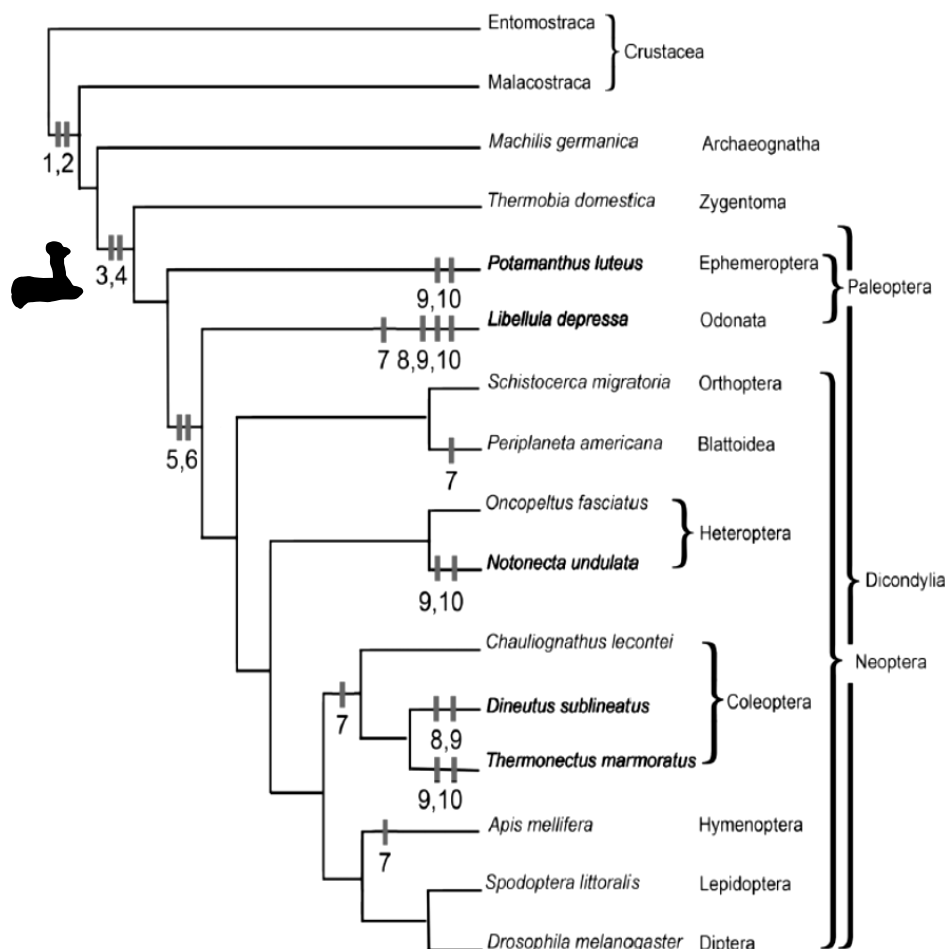 Entomostraca
Crustacea
Malacostraca
1,2
Machilis germanica Archaeognatha
Thermobia domestica Zygentoma
3,4
Potamanthus luteus Ephemeroptera
Paleoptera
9,10
Libellula depressa Odonata
7 8,9,10
Schistocerca migratoria Orthoptera
5,6
Periplaneta americana Blattoidea
7
Oncopeltus fasciatus
Heteroptera
Notonecta undulata
Dicondylia
9,10
Chauliognathus lecontei
Neoptera
7
Dineutus sublineatus
Coleoptera
8,9
Thermonectus marmoratus
9,10
Apis mellifera Hymenoptera
7
Spodoptera littoralis Lepidoptera
Drosophila melanogaster Diptera